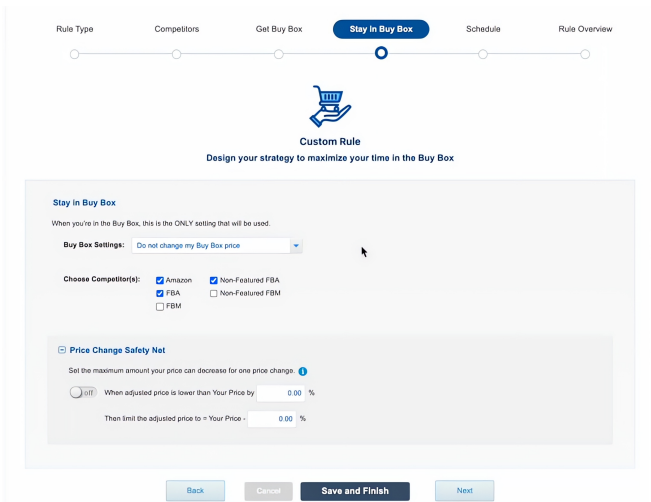 Rule Type Competitors Get Buy Box Stay in Buy Box Schedule Rule Overview
Custom Rule
Design your strategy to maximize your time in the Buy Box
Stay in Buy Box
When you're in the Buy Box, this is the ONLY setting that will be used.
Buy Box Settings: Do not change my Buy Box price
Choose Competitor(s): Amazon Non-Featured FBA
FBA Non-Featured FBM
FBM
Price Change Safety Net
Set the maximum amount your price can decrease for one price change.
off When adjusted price is lower than Your Price by 0.00 %
Then limit the adjusted price to = Your Price - 0.00 %
Back Cancel Save and Finish Next